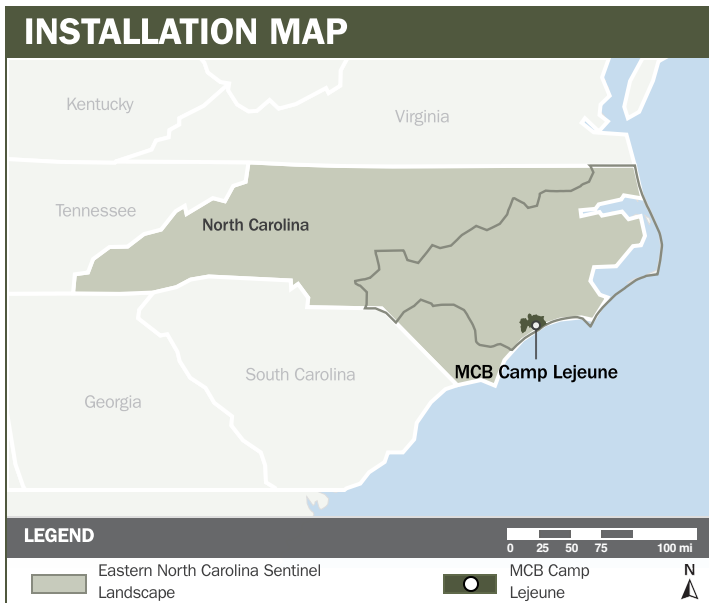 INSTALLATION MAP
Kentucky
Virginia
Tennessee
North Carolina
MCB Camp Lejeune
South Carolina
Georgia
LEGEND
0 25 50 75 100 mi
Eastern North Carolina Sentinel
Landscape
MCB Camp
Lejeune
N